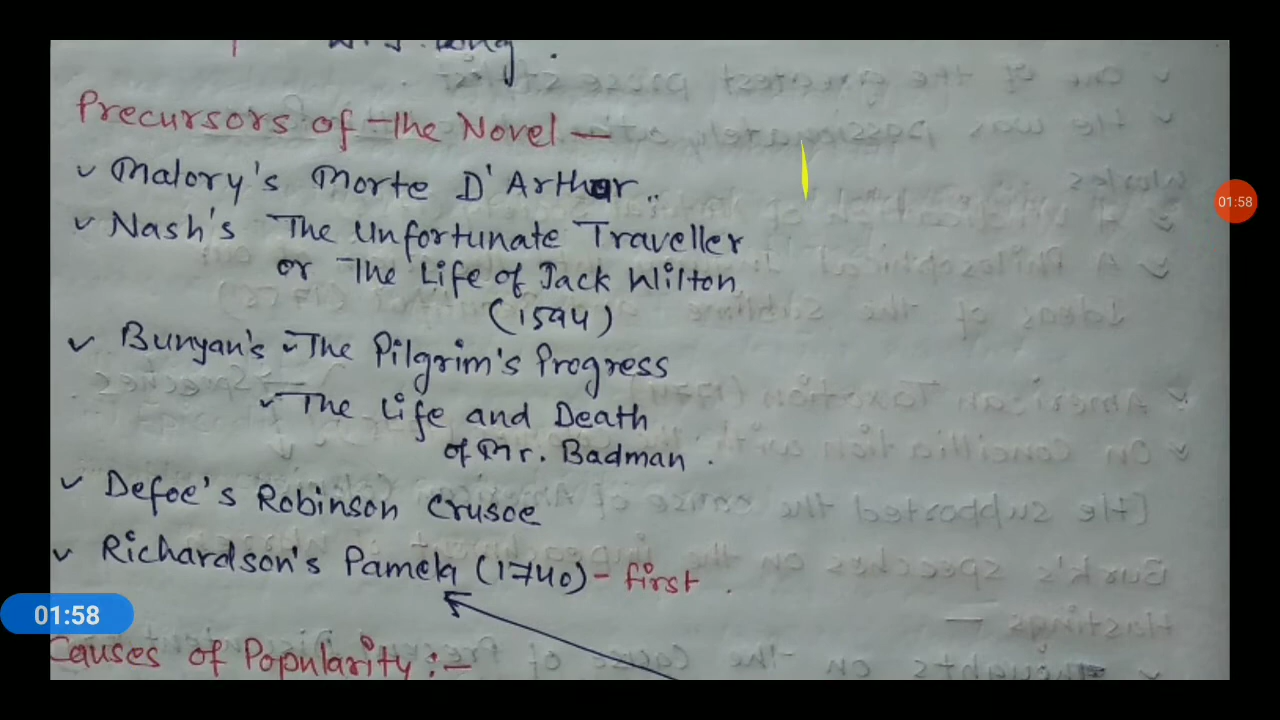 Precursors of the Novel —
✓ Malory's Morte D'Arthur..
✓ Nash's The Unfortunate Traveller
or The Life of Jack Wilton
(1594)
✓ Bunyan's ✓ The Pilgrim's Progress
✓ The Life and Death
of Mr. Badman .
✓ Defoe's Robinson Crusoe
✓ Richardson's Pamela (1740) - first .
Causes of Popularity :—
01:58
01:58